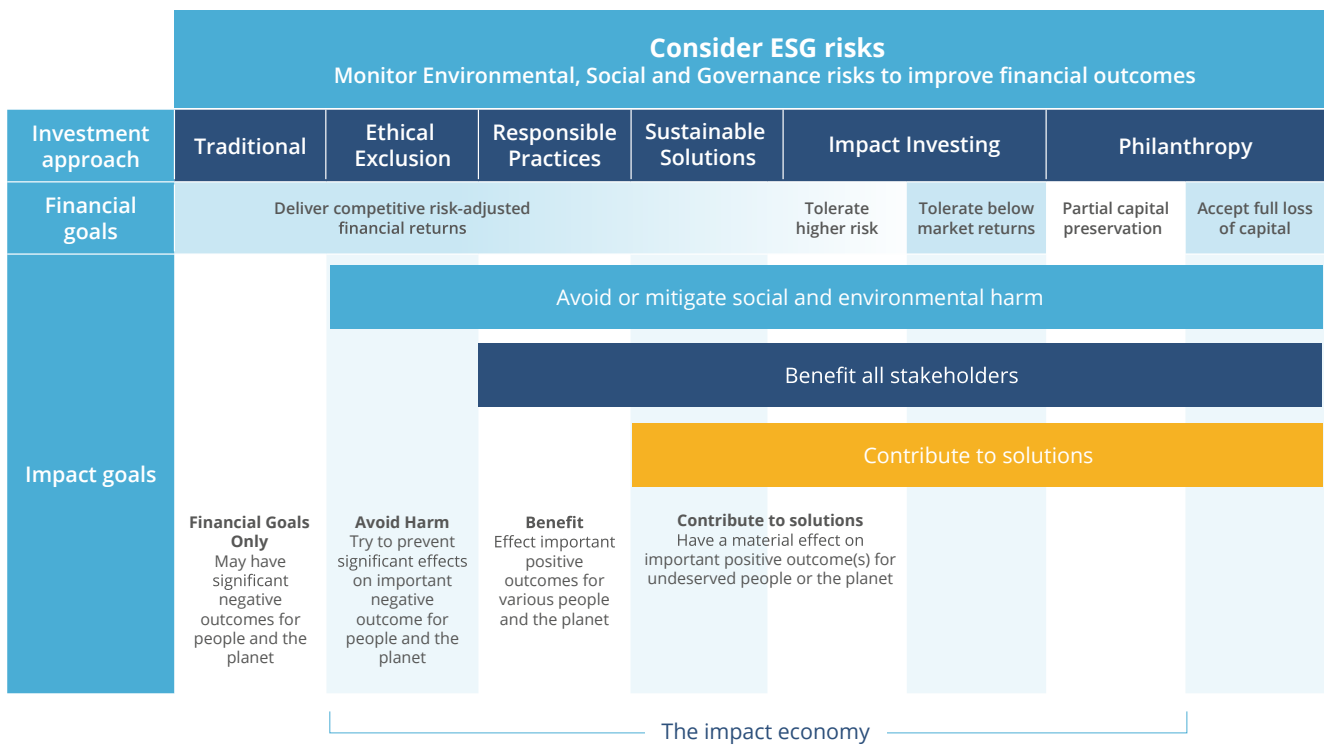 Consider ESG risks
Monitor Environmental, Social and Governance risks to improve financial outcomes
Investment
approach
Traditional
Ethical
Exclusion
Responsible
Practices
Sustainable
Solutions
Impact Investing
Philanthropy
Financial
goals
Deliver competitive risk-adjusted
financial returns
Tolerate
higher risk
Tolerate below
market returns
Partial capital
preservation
Accept full loss
of capital
Impact goals
Avoid or mitigate social and environmental harm
Benefit all stakeholders
Contribute to solutions
Financial Goals
Only
May have
significant
negative
outcomes for
people and the
planet
Avoid Harm
Try to prevent
significant effects
on important
negative
outcome for
people and the
planet
Benefit
Effect important
positive
outcomes for
various people
and the planet
Contribute to solutions
Have a material effect on
important positive outcome(s) for
undeserved people or the planet
The impact economy